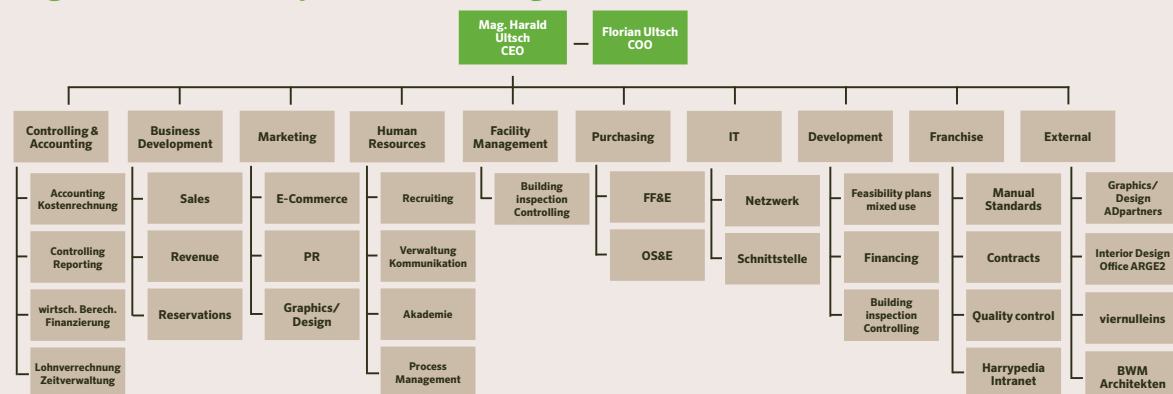 Mag. Harald
Ultsch
CEO
Florian Ultsch
COO
Controlling &
Accounting
Business
Development
Marketing
Human
Resources
Facility
Management
Purchasing
IT
Development
Franchise
External
Accounting
Kostenrechnung
Controlling
Reporting
wirtsch. Berech.
Finanzierung
Lohnverrechnung
Zeitverwaltung
Sales
Revenue
Reservations
E-Commerce
PR
Graphics/
Design
Recruiting
Verwaltung
Kommunikation
Akademie
Process
Management
Building
inspection
Controlling
FF&E
OS&E
Netzwerk
Schnittstelle
Feasibility plans
mixed use
Financing
Building
inspection
Controlling
Manual
Standards
Contracts
Quality control
Harrypedia
Intranet
Graphics/
Design
ADpartners
Interior Design
Office ARGE2
viernulleins
BWM
Architekten